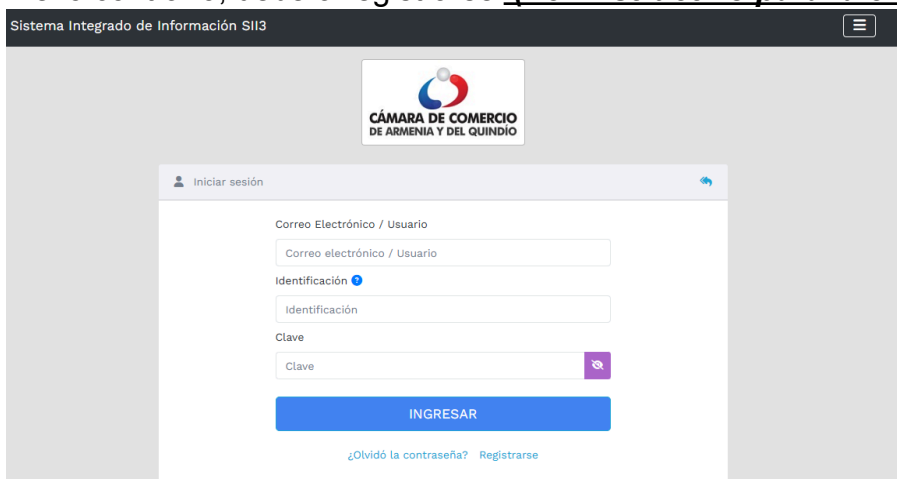 Sistema Integrado de Información SII3
CÁMARA DE COMERCIO
DE ARMENIA Y DEL QUINDÍO
Iniciar sesión
Correo Electrónico / Usuario
Correo electrónico / Usuario
Identificación
Identificación
Clave
Clave
INGRESAR
¿Olvidó la contraseña? Registrarse